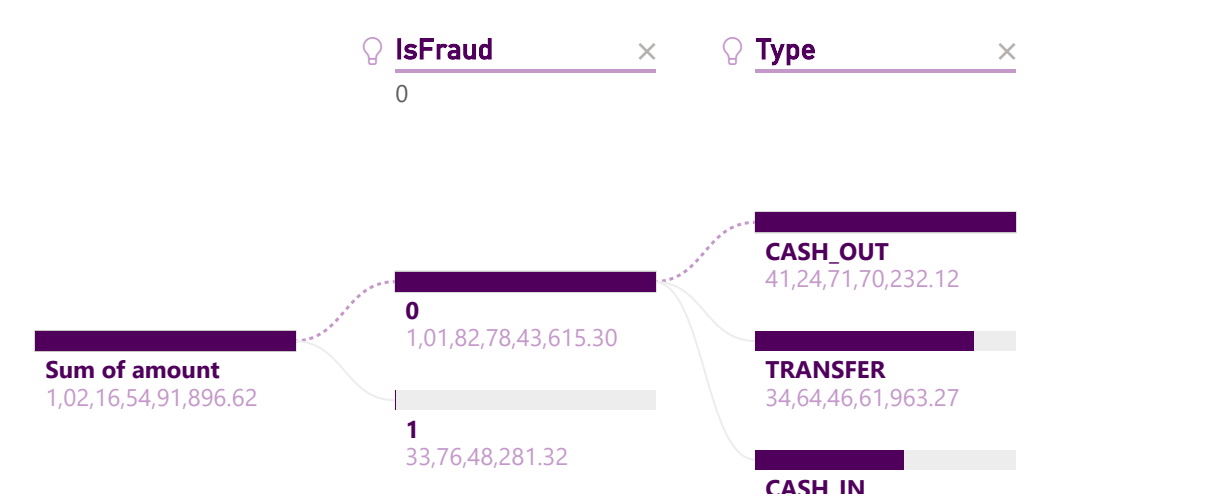 IsFraud
Type
0
CASH_OUT
41,24,71,70,232.12
0
1,01,82,78,43,615.30
Sum of amount
1,02,16,54,91,896.62
TRANSFER
34,64,46,61,963.27
1
33,76,48,281.32
CASH_IN